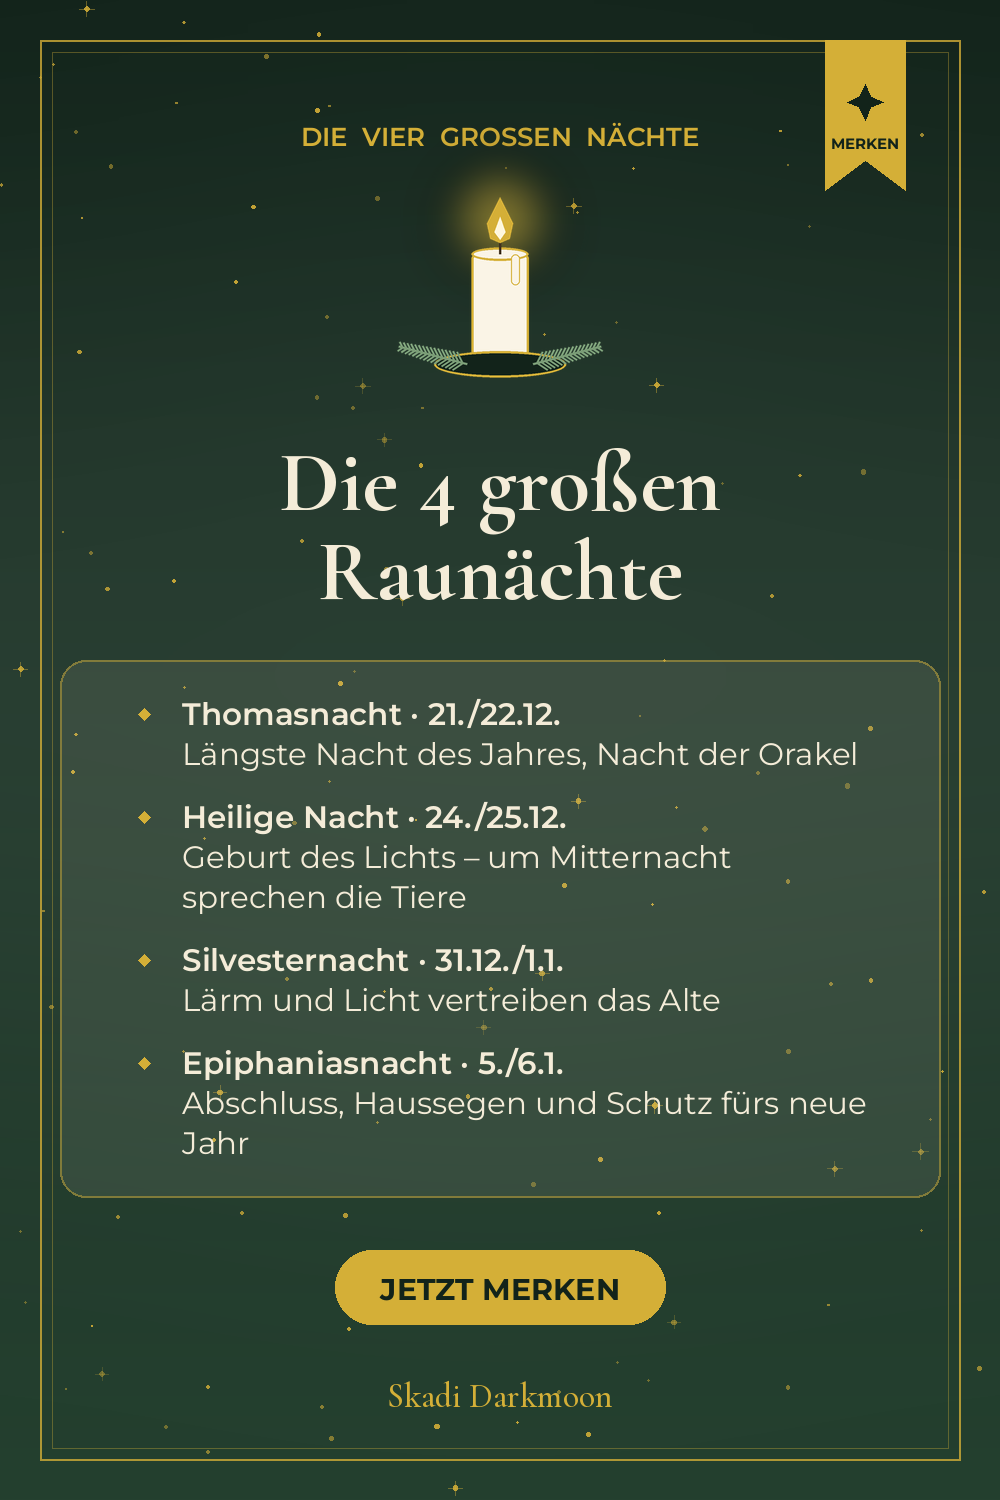 DIE VIER GROSSEN NÄCHTE
MERKEN
Die 4 großen
Raunächte
Thomasnacht · 21./22.12.
Längste Nacht des Jahres, Nacht der Orakel
Heilige Nacht · 24./25.12.
Geburt des Lichts – um Mitternacht
sprechen die Tiere
Silvesternacht · 31.12./1.1.
Lärm und Licht vertreiben das Alte
Epiphaniasnacht · 5./6.1.
Abschluss, Haussegen und Schutz fürs neue
Jahr
JETZT MERKEN
Skadi Darkmoon